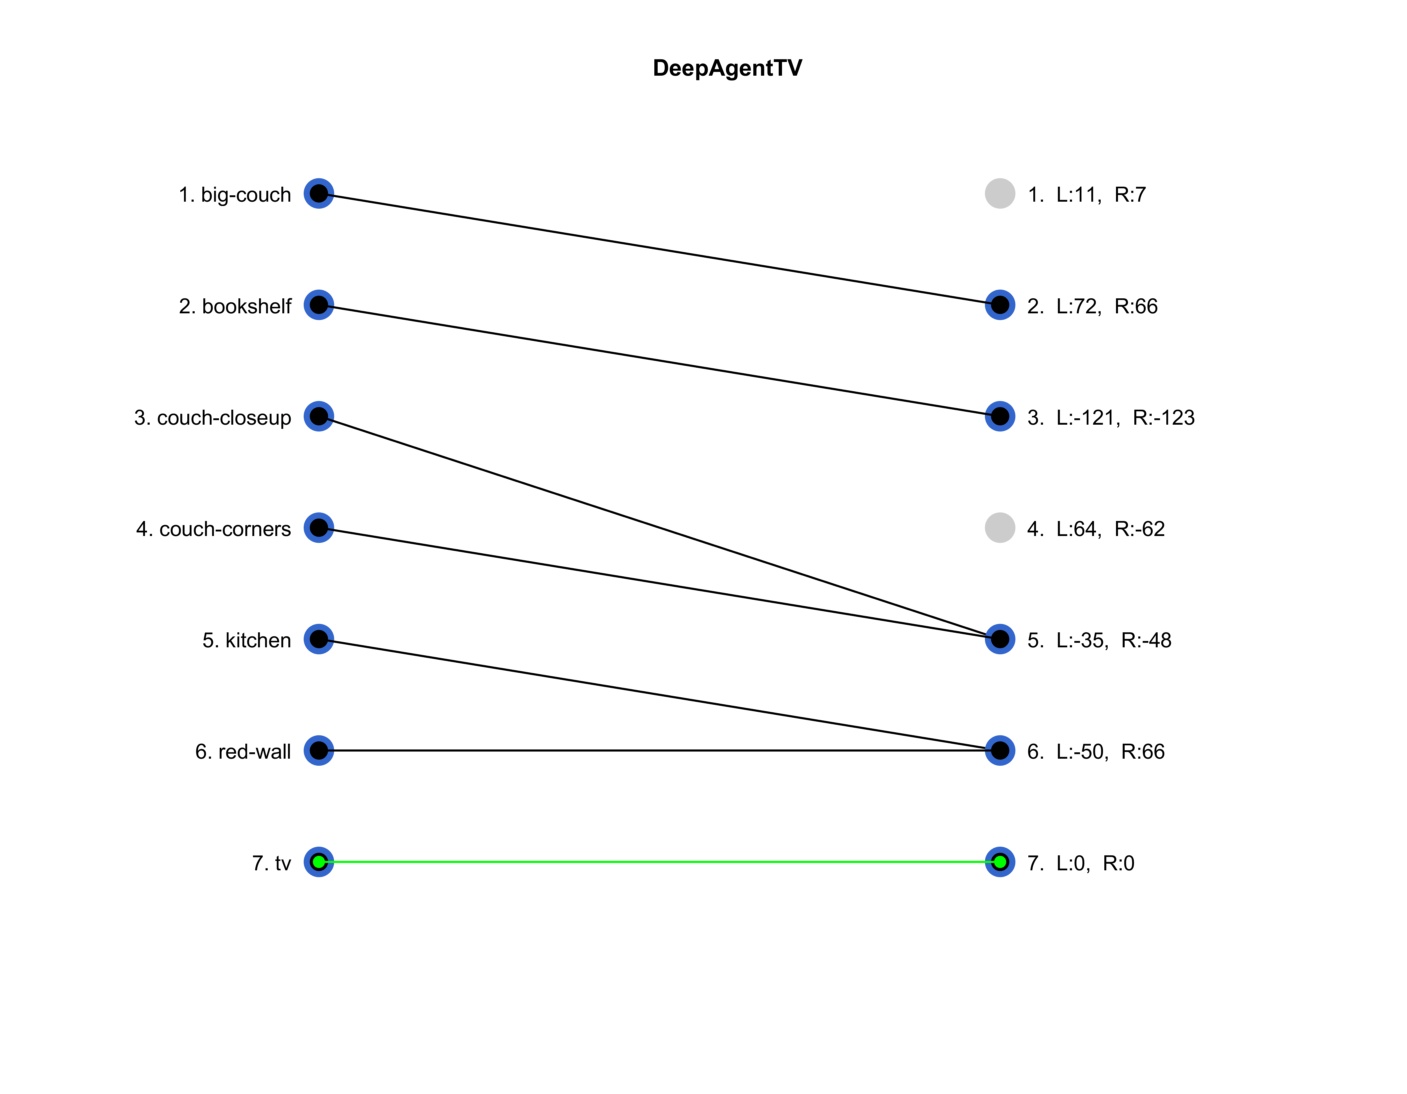 DeepAgentTV
1. big-couch
1. L:11, R:7
2. bookshelf
2. L:72, R:66
3. couch-closeup
3. L:-121, R:-123
4. couch-corners
4. L:64, R:-62
5. kitchen
5. L:-35, R:-48
6. red-wall
6. L:-50, R:66
7. tv
7. L:0, R:0